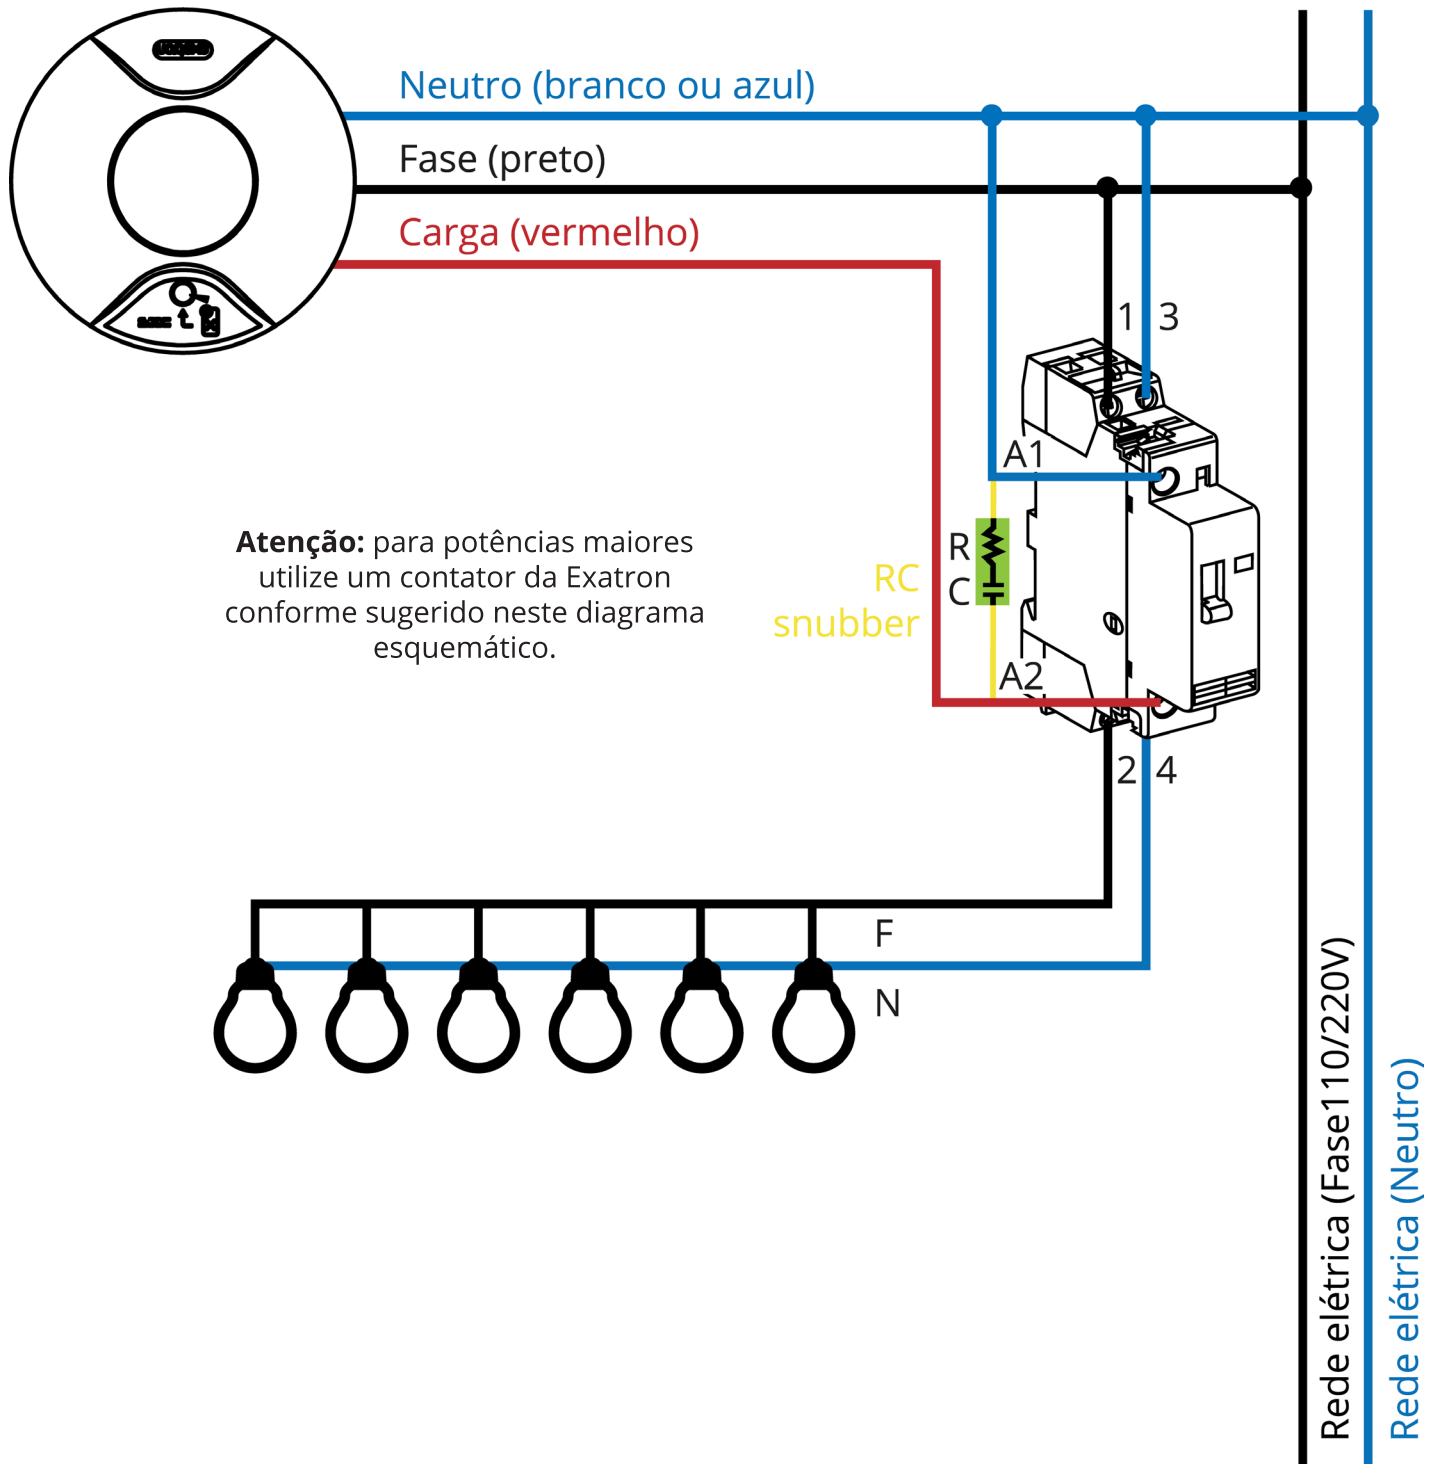 Neutro (branco ou azul)
Fase (preto)
Carga (vermelho)
1 3
A1
Atenção: para potências maiores
utilize um contator da Exatron
conforme sugerido neste diagrama
esquemático.
R
C
RC
snubber
A2
2 4
F
N
Rede elétrica (Fase110/220V)
Rede elétrica (Neutro)